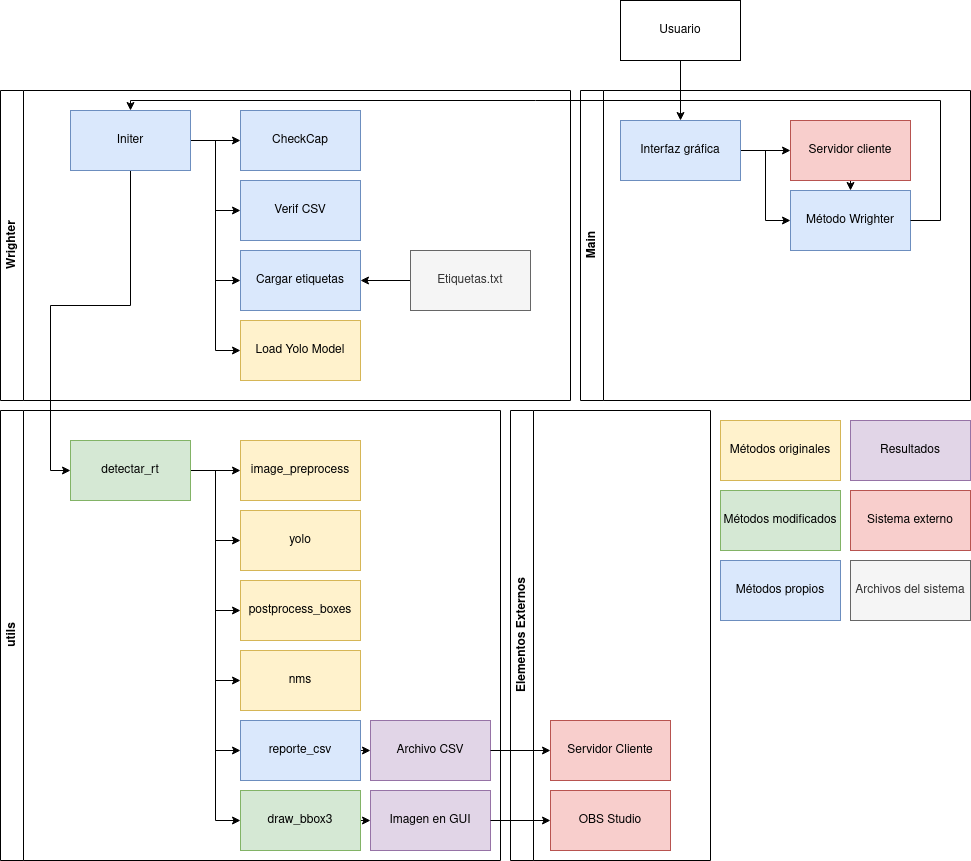 Usuario
Wrighter
Initer
CheckCap
Verif CSV
Cargar etiquetas
Etiquetas.txt
Load Yolo Model
Main
Interfaz gráfica
Servidor cliente
Método Wrighter
utils
detectar_rt
image_preprocess
yolo
postprocess_boxes
nms
reporte_csv
Archivo CSV
draw_bbox3
Imagen en GUI
Elementos Externos
Servidor Cliente
OBS Studio
Métodos originales
Resultados
Métodos modificados
Sistema externo
Métodos propios
Archivos del sistema